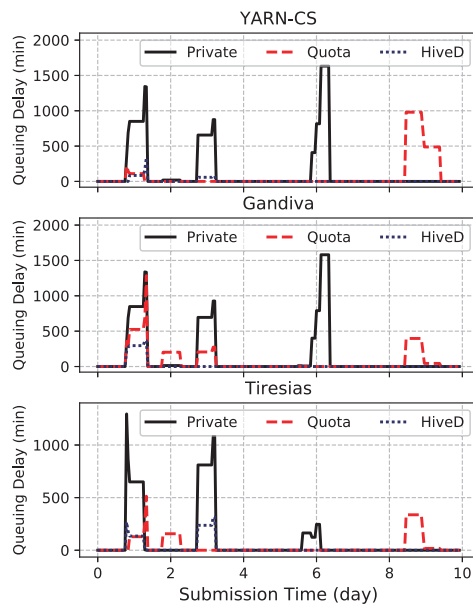 YARN-CS
Queuing Delay (min)
2000
1500
1000
500
0
Private Quota HiveD
Gandiva
Queuing Delay (min)
2000
1500
1000
500
0
Private Quota HiveD
Tiresias
Queuing Delay (min)
1000
500
0
Private Quota HiveD
0 2 4 6 8 10
Submission Time (day)